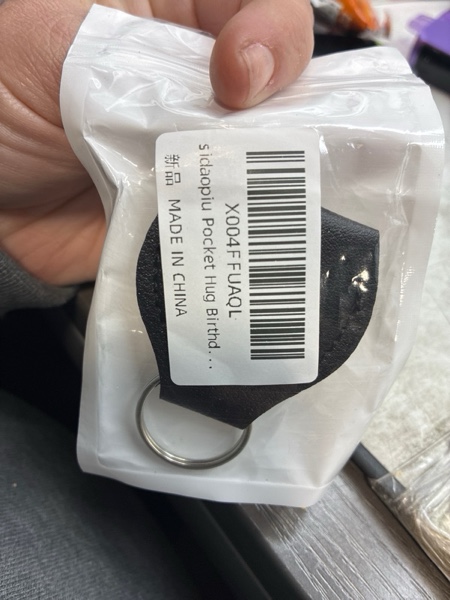 X004FFUAQL
sidaopiu Pocket Hug Birthd...
新品 MADE IN CHINA